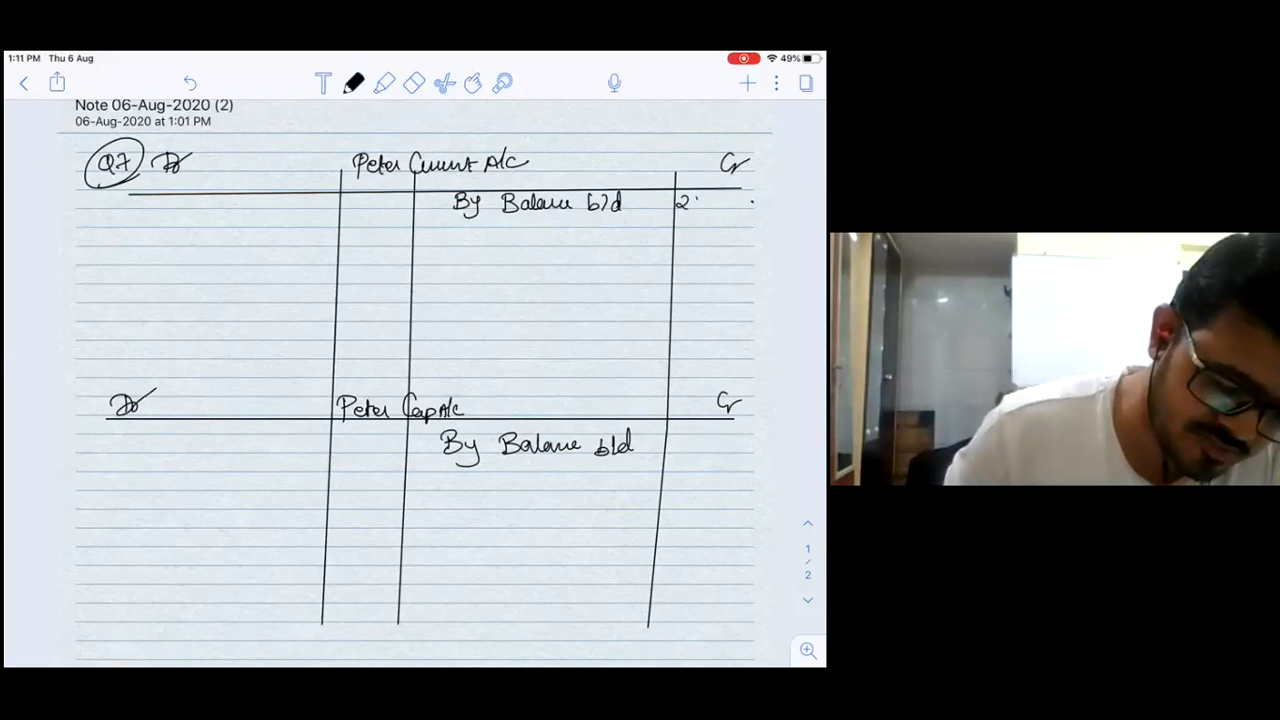 1:11 PM Thu 6 Aug 49%
T
Note 06-Aug-2020 (2)
06-Aug-2020 at 1:01 PM
Q7 Dr Peter Current A/c Cr
By Balance b/d 2
Dr Peter Cap A/c Cr
By Balance b/d
1
/
2